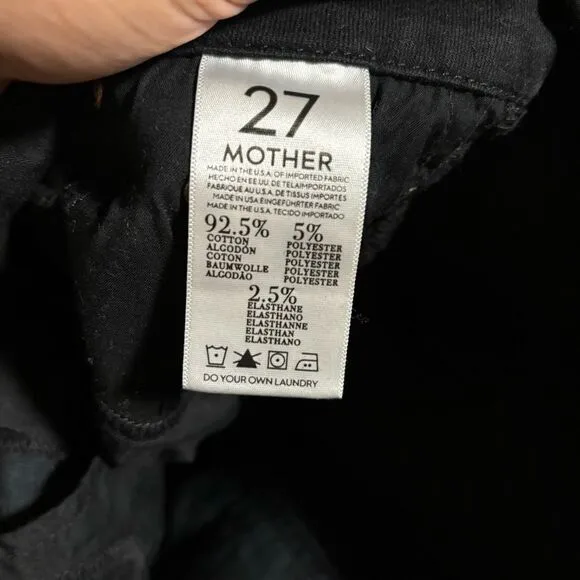 27
MOTHER
MADE IN THE U.S.A. OF IMPORTED FABRIC
HECHO EN EE.UU. DE TELAIMPORTADOS
FABRIQUE AU U.S.A DE TISSUS IMPORTES
MADE IN USA EINGEFÜHRTER FABRIC
MADE IN THE U.S.A. TECIDO IMPORTADO
92.5%
COTTON
ALGODÓN
COTON
BAUMWOLLE
ALGODÃO
5%
POLYESTER
POLYESTER
POLYESTER
POLYESTER
POLYESTER
2.5%
ELASTHANE
ELASTHANO
ELASTHANNE
ELASTHAN
ELASTHANO
DO YOUR OWN LAUNDRY